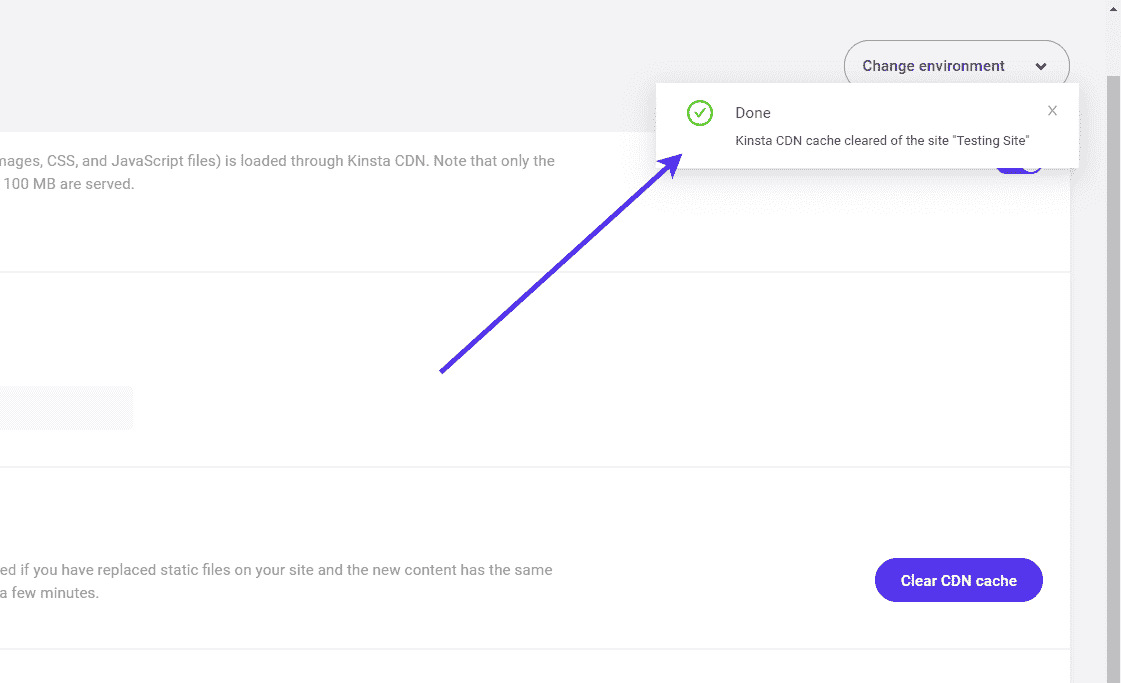 Change environment
Done
Kinsta CDN cache cleared of the site "Testing Site"
CSS, and JavaScript files) is loaded through Kinsta CDN. Note that only the
100 MB are served.
if you have replaced static files on your site and the new content has the same
a few minutes.
Clear CDN cache